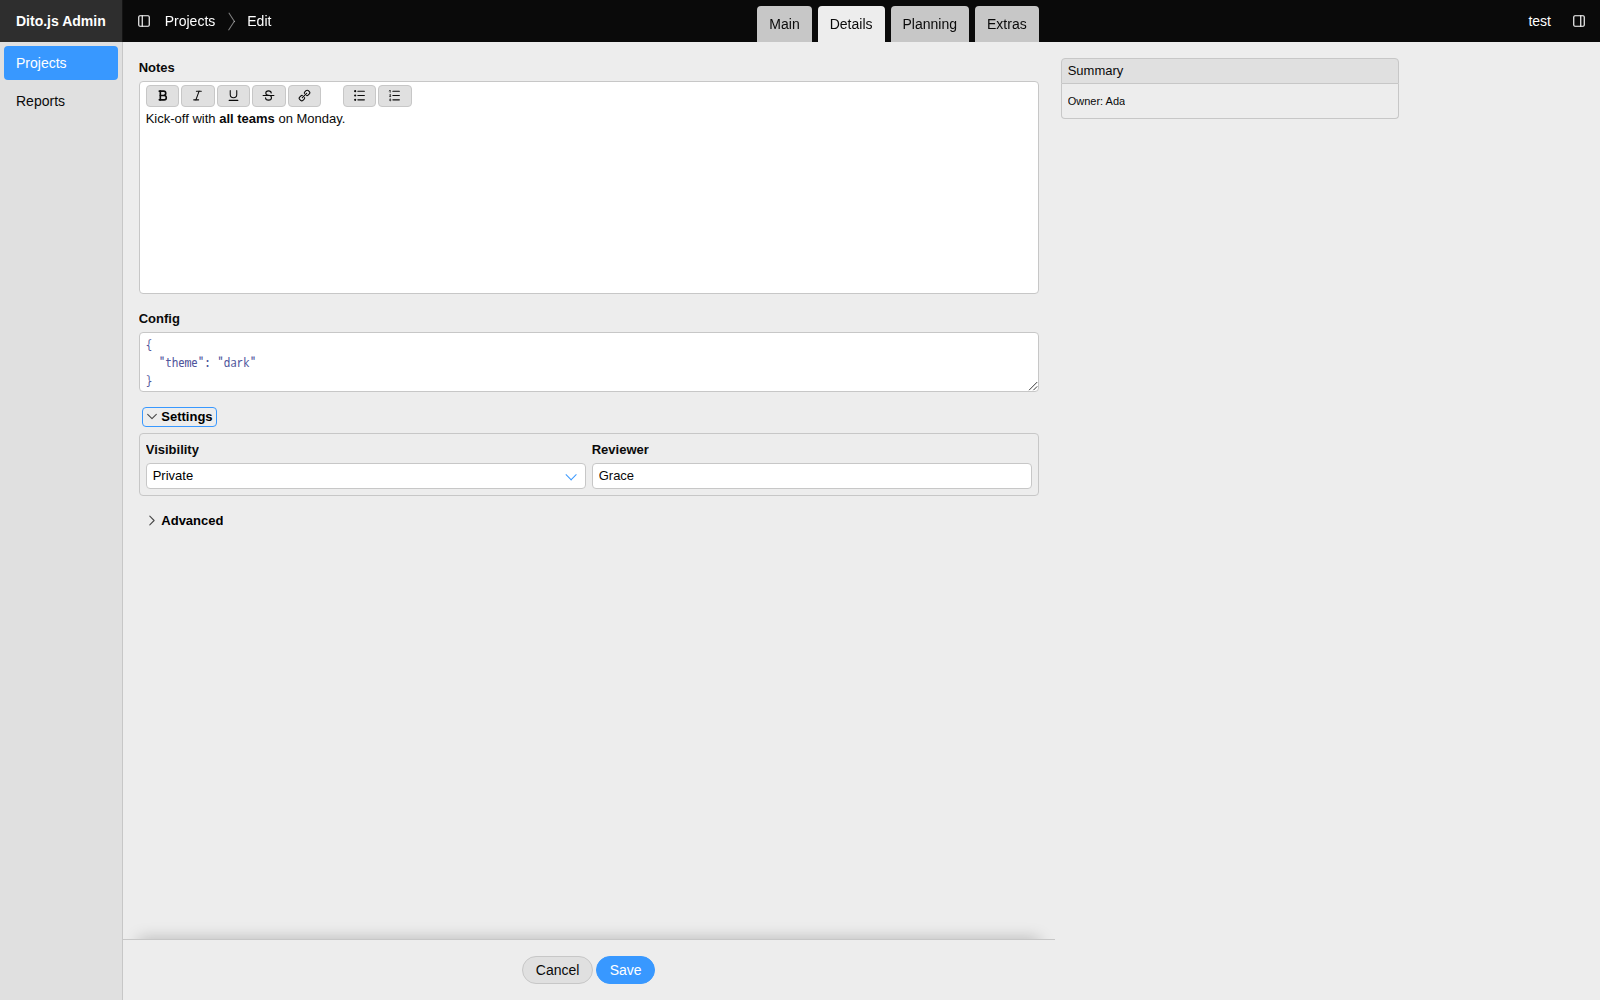 Dito.js Admin
Projects
Edit
Main
Details
Planning
Extras
test
Projects
Reports
Notes
Kick-off with all teams on Monday.
Config
{
  "theme": "dark"
}
Settings
Visibility
Reviewer
Private
Grace
Advanced
Summary
Owner: Ada
Cancel
Save